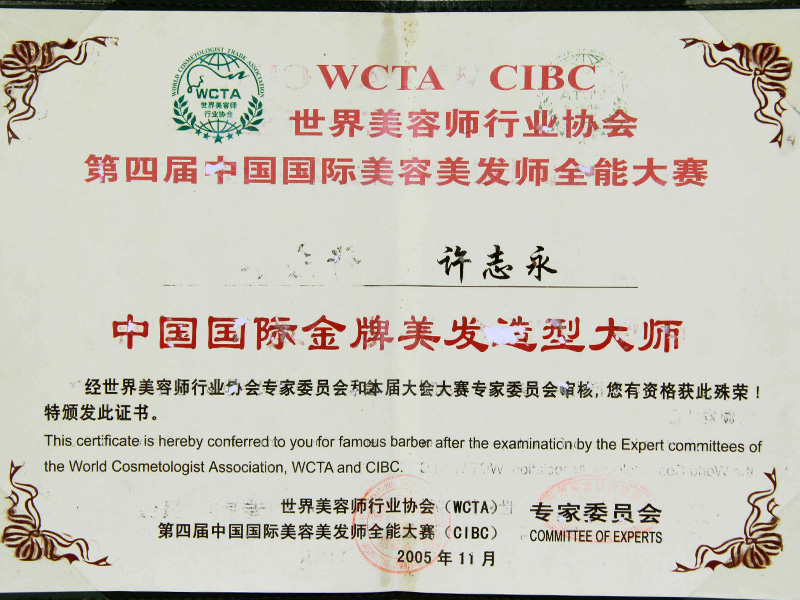 WORLD COSMETOLOGIST TRADE ASSOCIATION
WCTA
世界美容师
行业协会
WCTA CIBC
世界美容师行业协会
第四届中国国际美容美发师全能大赛
许志永
中国国际金牌美发造型大师
经世界美容师行业协会专家委员会和本届大会大赛专家委员会审核,您有资格获此殊荣!
特颁发此证书。
This certificate is hereby conferred to you for famous barber after the examination by the Expert committees of
the World Cosmetologist Association, WCTA and CIBC.
世界美容师行业协会(WCTA)
第四届中国国际美容美发师全能大赛(CIBC)
2005年11月
专家委员会
COMMITTEE OF EXPERTS